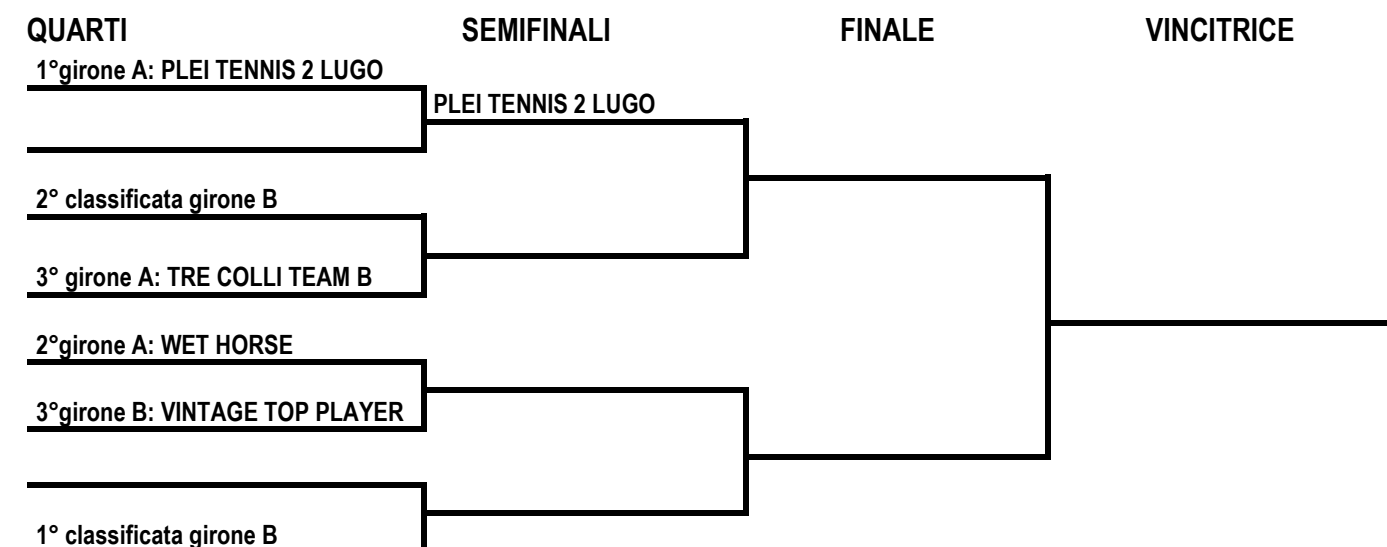 QUARTI SEMIFINALI FINALE VINCITRICE
1°girone A: PLEI TENNIS 2 LUGO
PLEI TENNIS 2 LUGO
2° classificata girone B
3° girone A: TRE COLLI TEAM B
2°girone A: WET HORSE
3°girone B: VINTAGE TOP PLAYER
1° classificata girone B